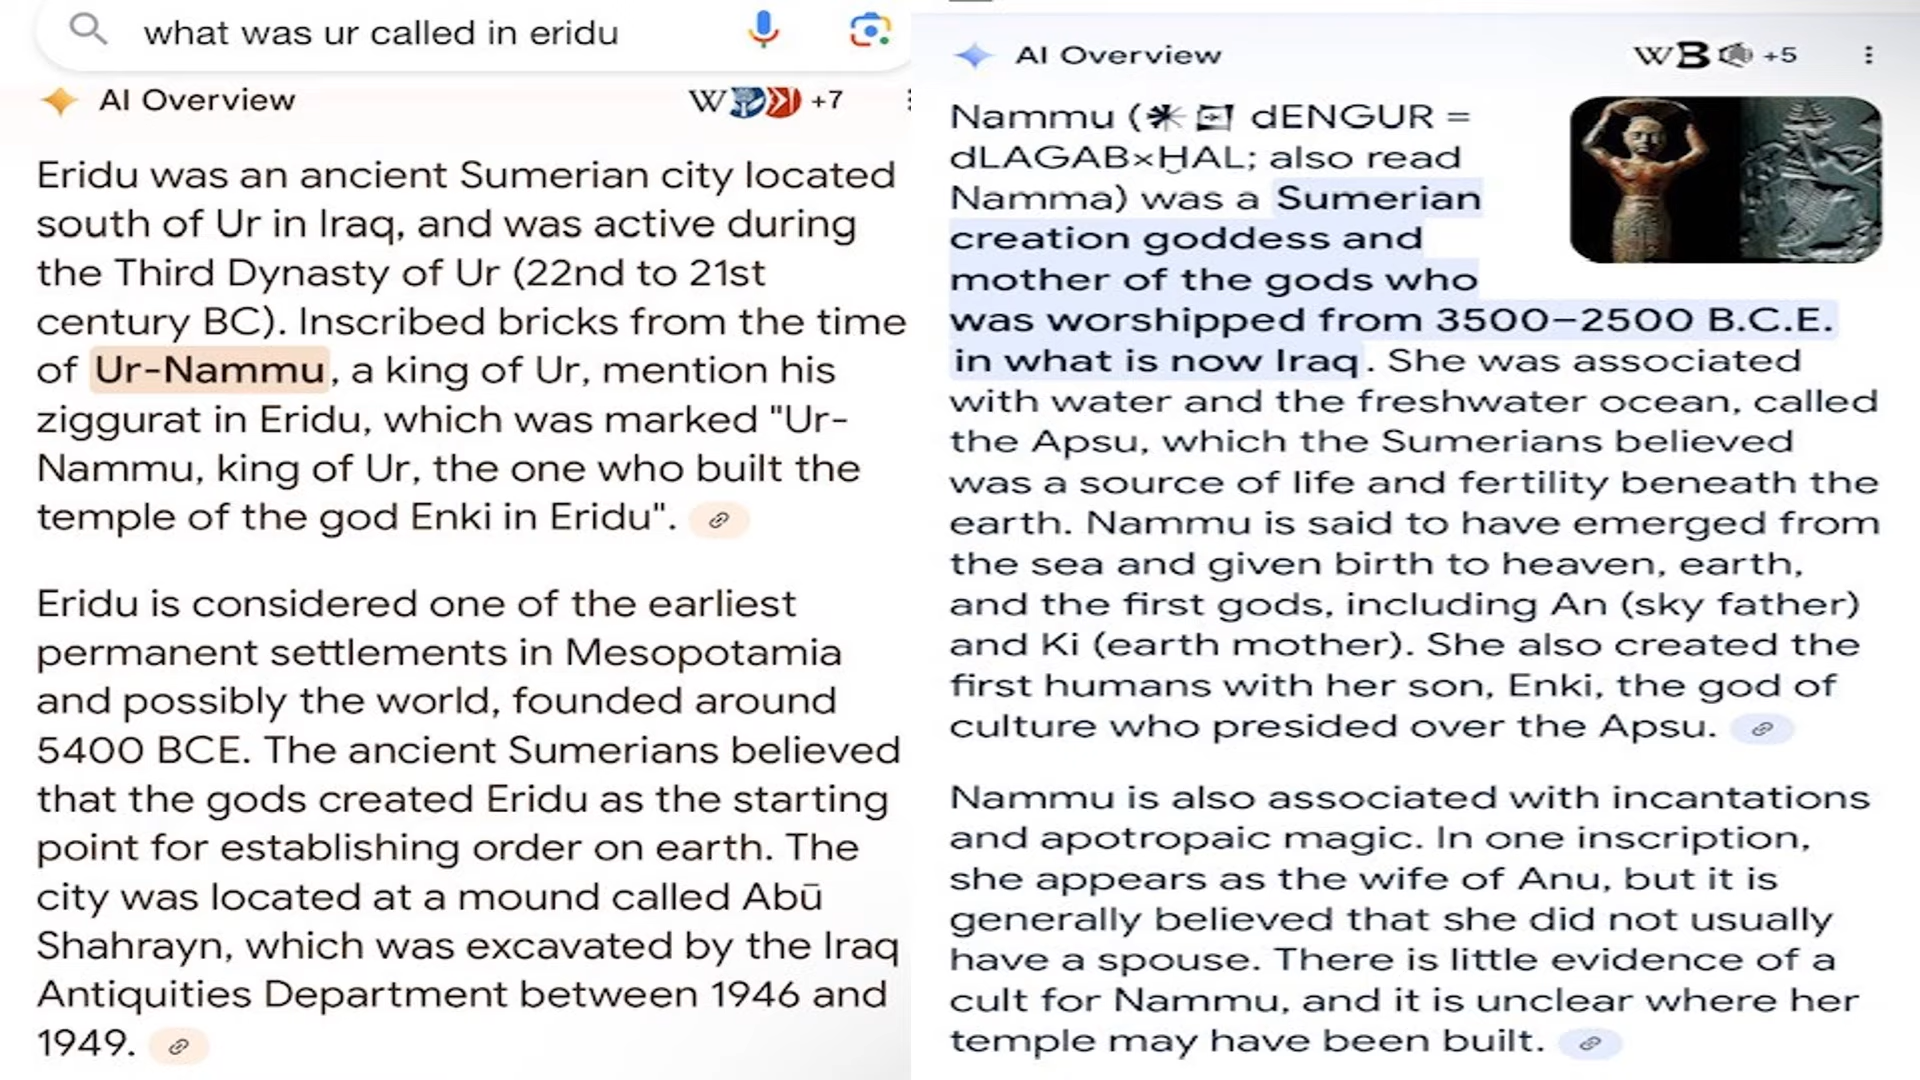 what was ur called in eridu
AI Overview
W +7
Eridu was an ancient Sumerian city located
south of Ur in Iraq, and was active during
the Third Dynasty of Ur (22nd to 21st
century BC). Inscribed bricks from the time
of Ur-Nammu, a king of Ur, mention his
ziggurat in Eridu, which was marked "Ur-
Nammu, king of Ur, the one who built the
temple of the god Enki in Eridu".
Eridu is considered one of the earliest
permanent settlements in Mesopotamia
and possibly the world, founded around
5400 BCE. The ancient Sumerians believed
that the gods created Eridu as the starting
point for establishing order on earth. The
city was located at a mound called Abū
Shahrayn, which was excavated by the Iraq
Antiquities Department between 1946 and
1949.
AI Overview
W B +5
Nammu (𒀭𒇉 dENGUR =
dLAGAB×ḪAL; also read
Namma) was a Sumerian
creation goddess and
mother of the gods who
was worshipped from 3500–2500 B.C.E.
in what is now Iraq. She was associated
with water and the freshwater ocean, called
the Apsu, which the Sumerians believed
was a source of life and fertility beneath the
earth. Nammu is said to have emerged from
the sea and given birth to heaven, earth,
and the first gods, including An (sky father)
and Ki (earth mother). She also created the
first humans with her son, Enki, the god of
culture who presided over the Apsu.
Nammu is also associated with incantations
and apotropaic magic. In one inscription,
she appears as the wife of Anu, but it is
generally believed that she did not usually
have a spouse. There is little evidence of a
cult for Nammu, and it is unclear where her
temple may have been built.